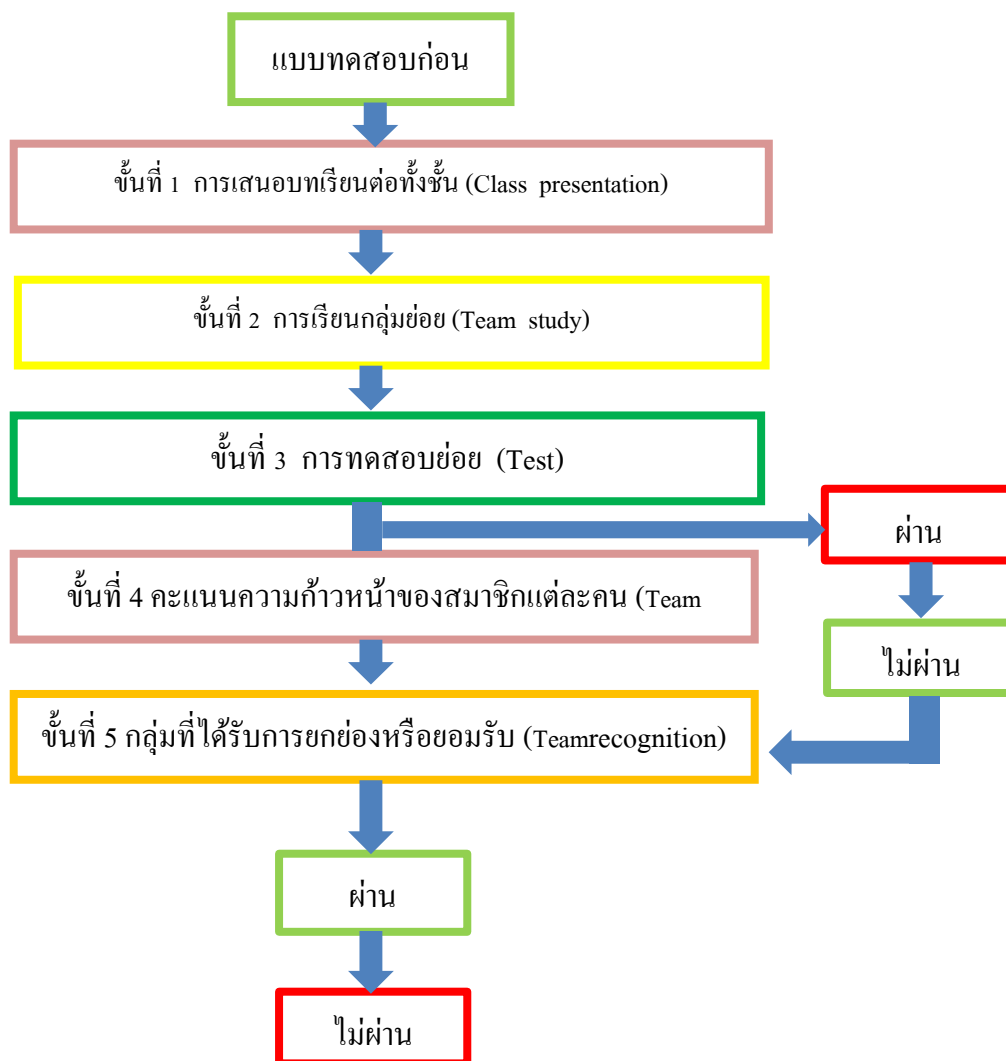 แบบทดสอบก่อน
ขั้นที่ 1 การเสนอบทเรียนต่อทั้งชั้น (Class presentation)
ขั้นที่ 2 การเรียนกลุ่มย่อย (Team study)
ขั้นที่ 3 การทดสอบย่อย (Test)
ผ่าน
ขั้นที่ 4 คะแนนความก้าวหน้าของสมาชิกแต่ละคน (Team
ไม่ผ่าน
ขั้นที่ 5 กลุ่มที่ได้รับการยกย่องหรือยอมรับ (Teamrecognition)
ผ่าน
ไม่ผ่าน